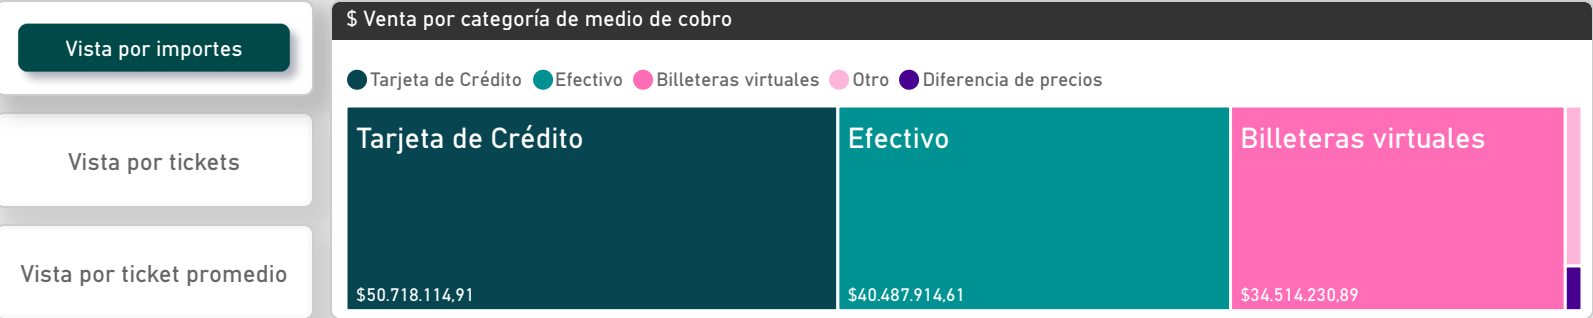 Vista por importes
Vista por tickets
Vista por ticket promedio
$ Venta por categoría de medio de cobro
Tarjeta de Crédito Efectivo Billeteras virtuales Otro Diferencia de precios
Tarjeta de Crédito
$50.718.114,91
Efectivo
$40.487.914,61
Billeteras virtuales
$34.514.230,89